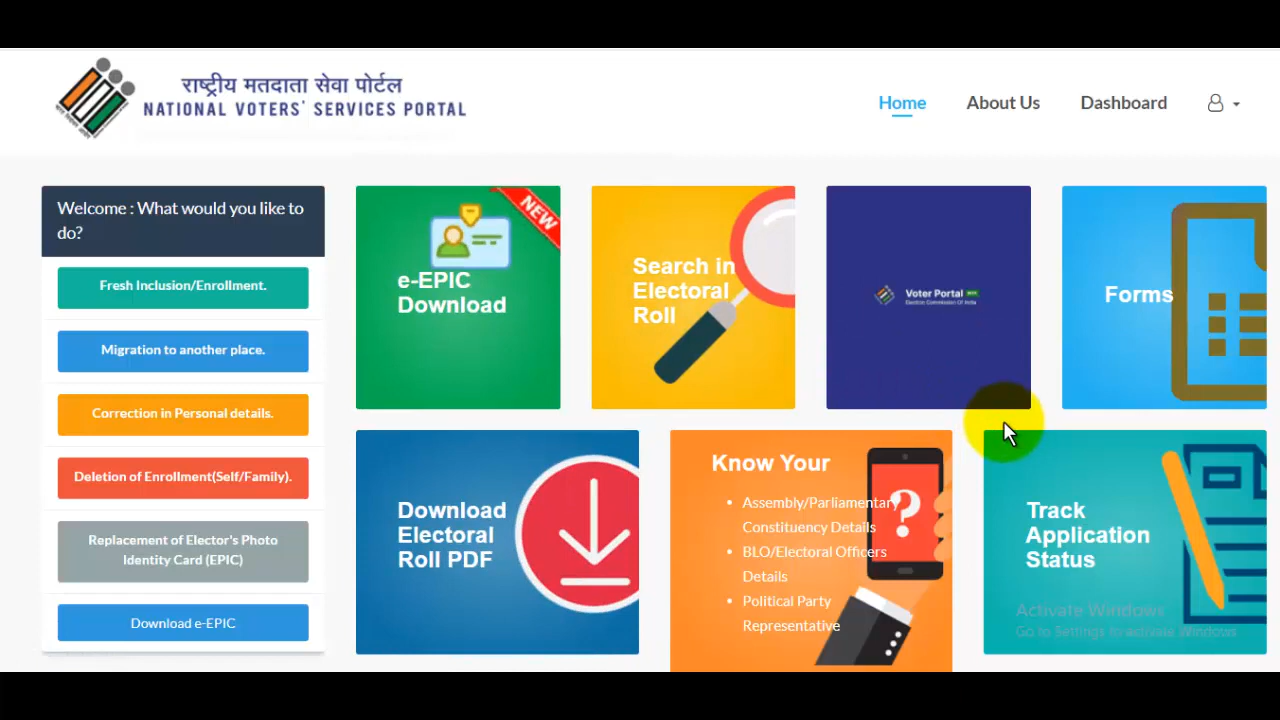 राष्ट्रीय मतदाता सेवा पोर्टल
NATIONAL VOTERS' SERVICES PORTAL
Home
About Us
Dashboard
Welcome : What would you like to
do?
Fresh Inclusion/Enrollment.
Migration to another place.
Correction in Personal details.
Deletion of Enrollment(Self/Family).
Replacement of Elector's Photo
Identity Card (EPIC)
Download e-EPIC
NEW
e-EPIC
Download
Search in
Electoral
Roll
Voter Portal
Election Commission Of India
Forms
Download
Electoral
Roll PDF
Know Your
Assembly/Parliamentary
Constituency Details
BLO/Electoral Officers
Details
Political Party
Representative
?
Track
Application
Status
Activate Windows
Go to Settings to activate Windows